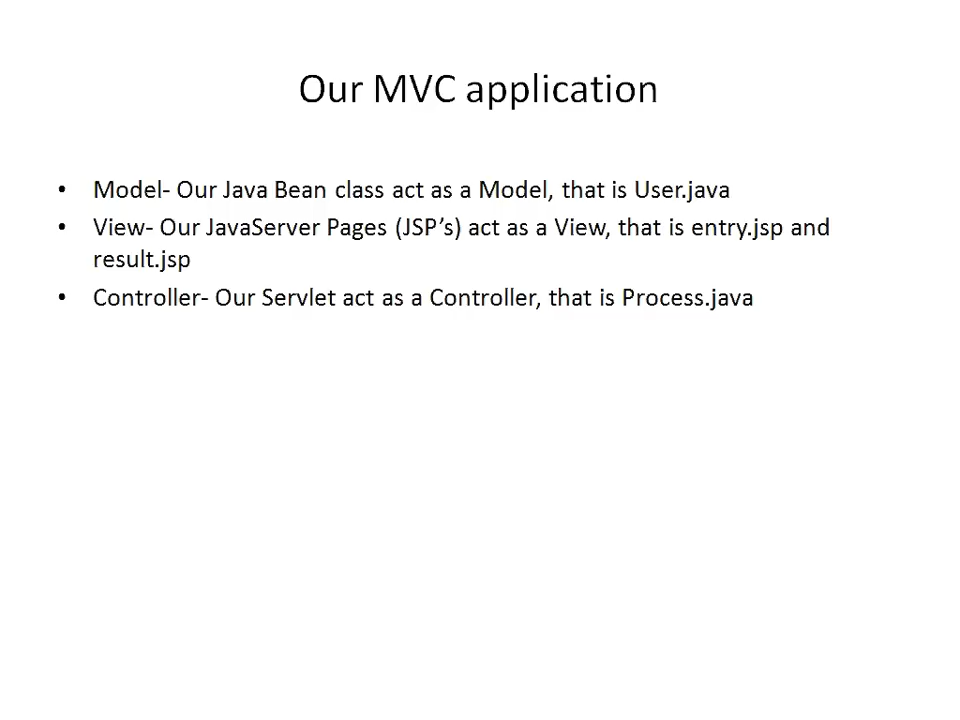 Our MVC application
• Model- Our Java Bean class act as a Model, that is User.java
• View- Our JavaServer Pages (JSP’s) act as a View, that is entry.jsp and
result.jsp
• Controller- Our Servlet act as a Controller, that is Process.java